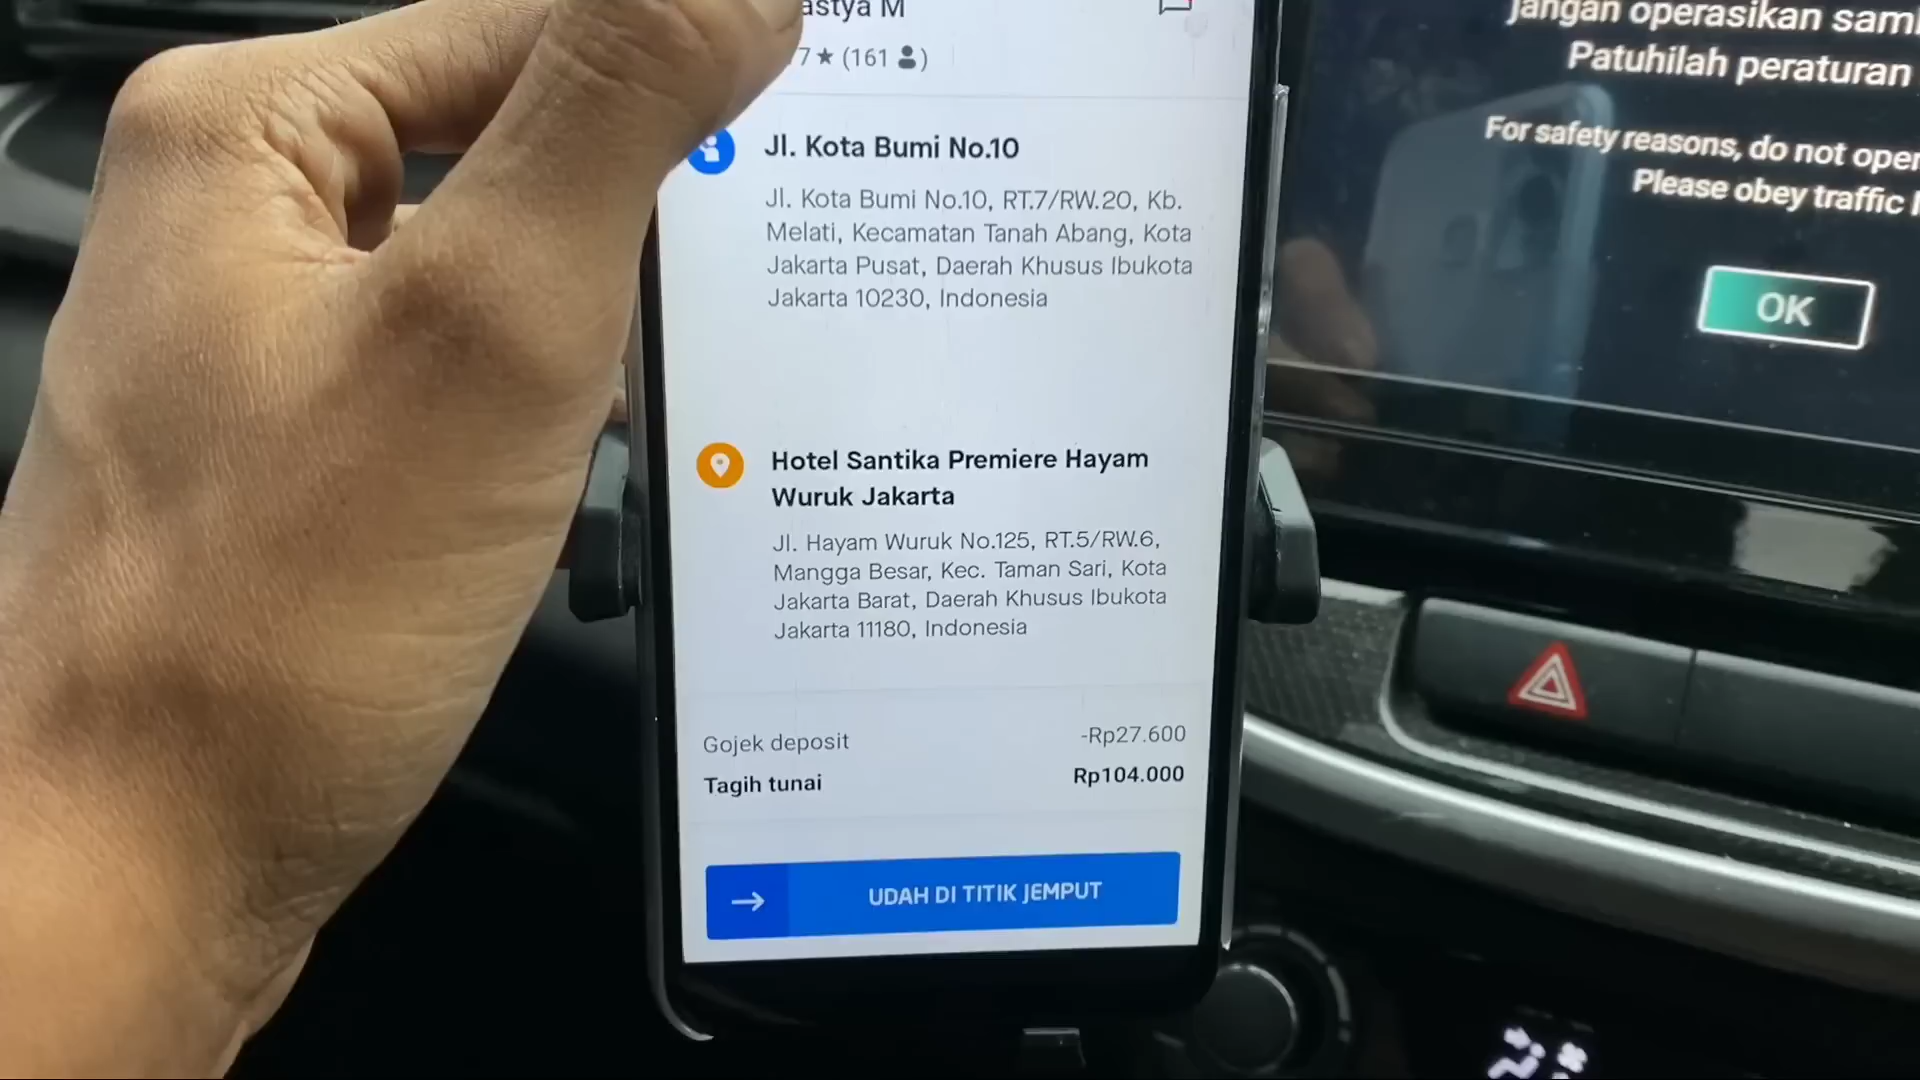 M
7 ★ (161)
Jl. Kota Bumi No.10
Jl. Kota Bumi No.10, RT.7/RW.20, Kb.
Melati, Kecamatan Tanah Abang, Kota
Jakarta Pusat, Daerah Khusus Ibukota
Jakarta 10230, Indonesia
Hotel Santika Premiere Hayam
Wuruk Jakarta
Jl. Hayam Wuruk No.125, RT.5/RW.6,
Mangga Besar, Kec. Taman Sari, Kota
Jakarta Barat, Daerah Khusus Ibukota
Jakarta 11180, Indonesia
Gojek deposit -Rp27.600
Tagih tunai Rp104.000
→ UDAH DI TITIK JEMPUT
jangan operasikan
Patuhilah peraturan
For safety reasons, do not
Please obey traffic
OK